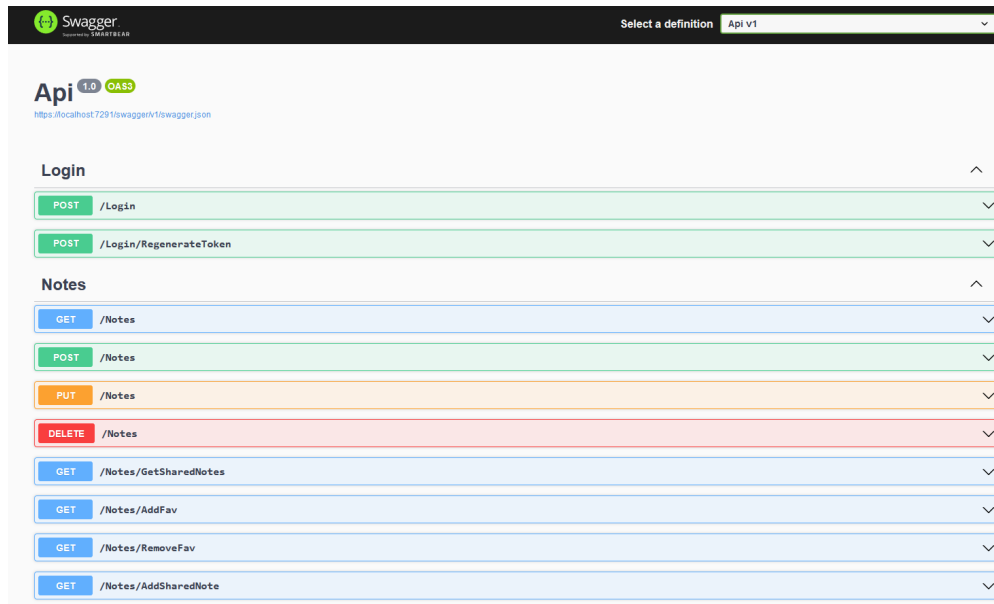 Swagger.
Supported by SMARTBEAR
Select a definition Api v1
Api 1.0 OAS3
https://localhost:7291/swagger/v1/swagger.json
Login
POST /Login
POST /Login/RegenerateToken
Notes
GET /Notes
POST /Notes
PUT /Notes
DELETE /Notes
GET /Notes/GetSharedNotes
GET /Notes/AddFav
GET /Notes/RemoveFav
GET /Notes/AddSharedNote